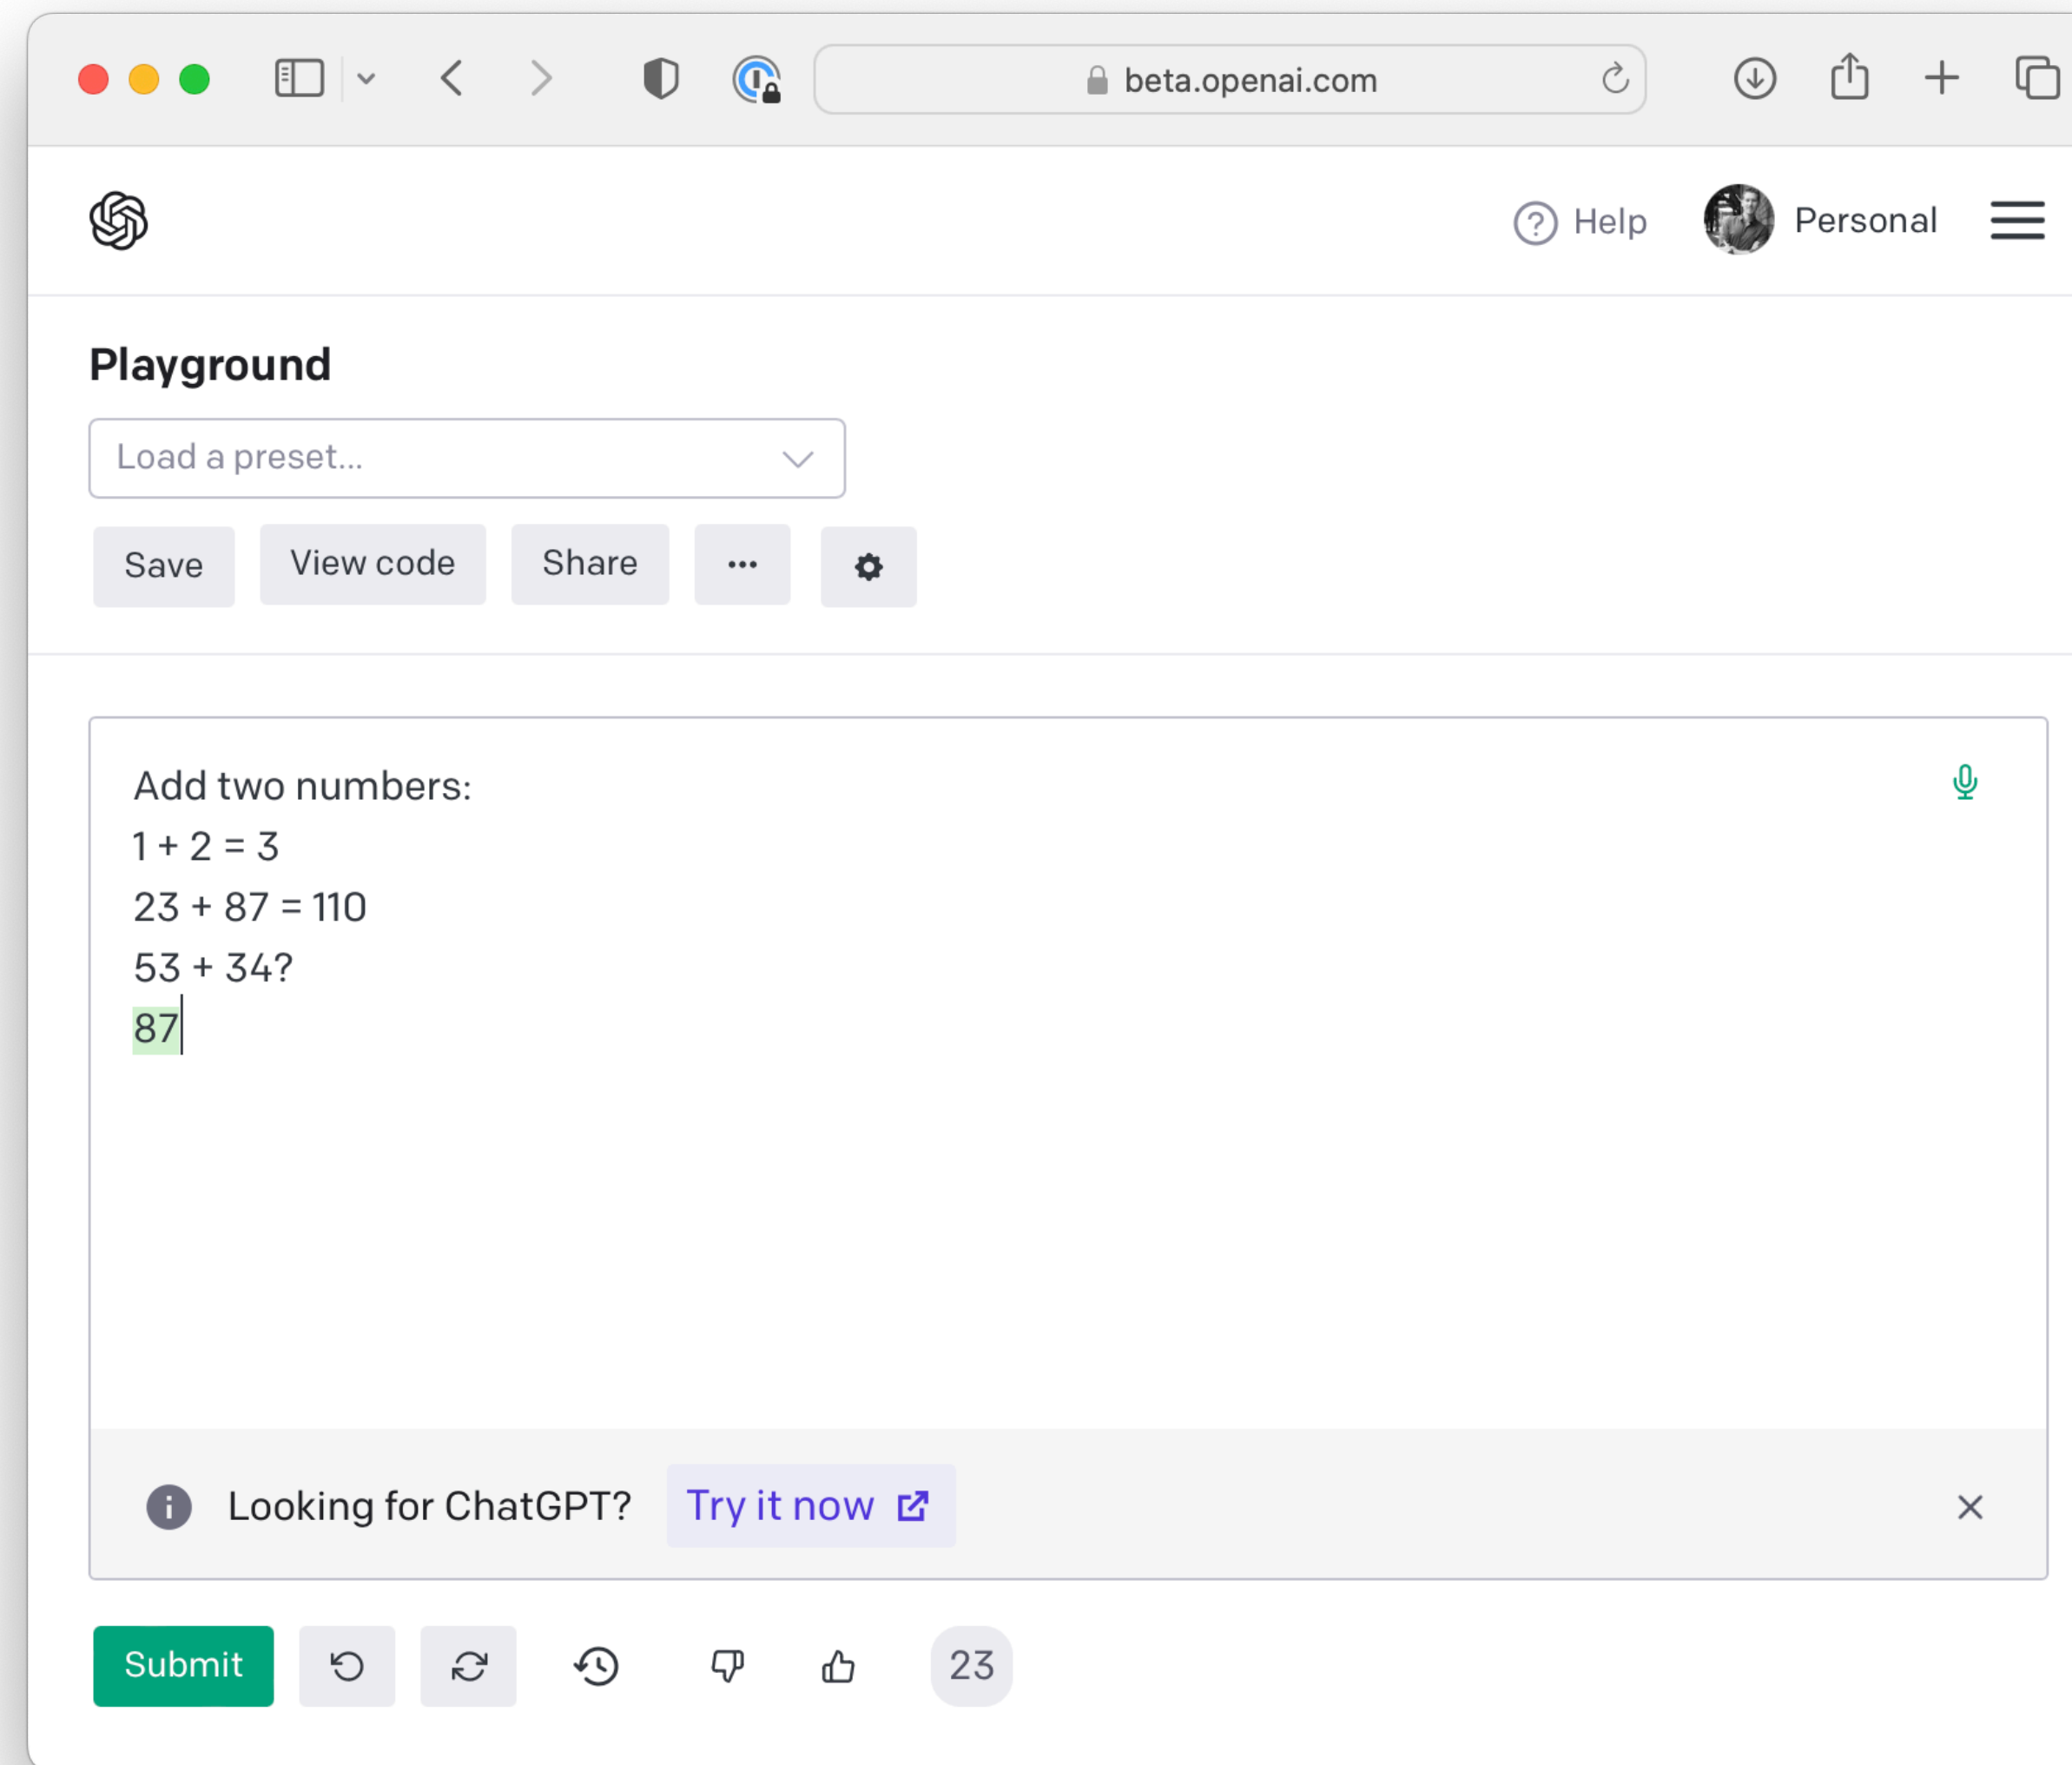 beta.openai.com
Help Personal
Playground
Load a preset...
Save View code Share
Add two numbers:
1 + 2 = 3
23 + 87 = 110
53 + 34?
87
Looking for ChatGPT? Try it now
Submit 23